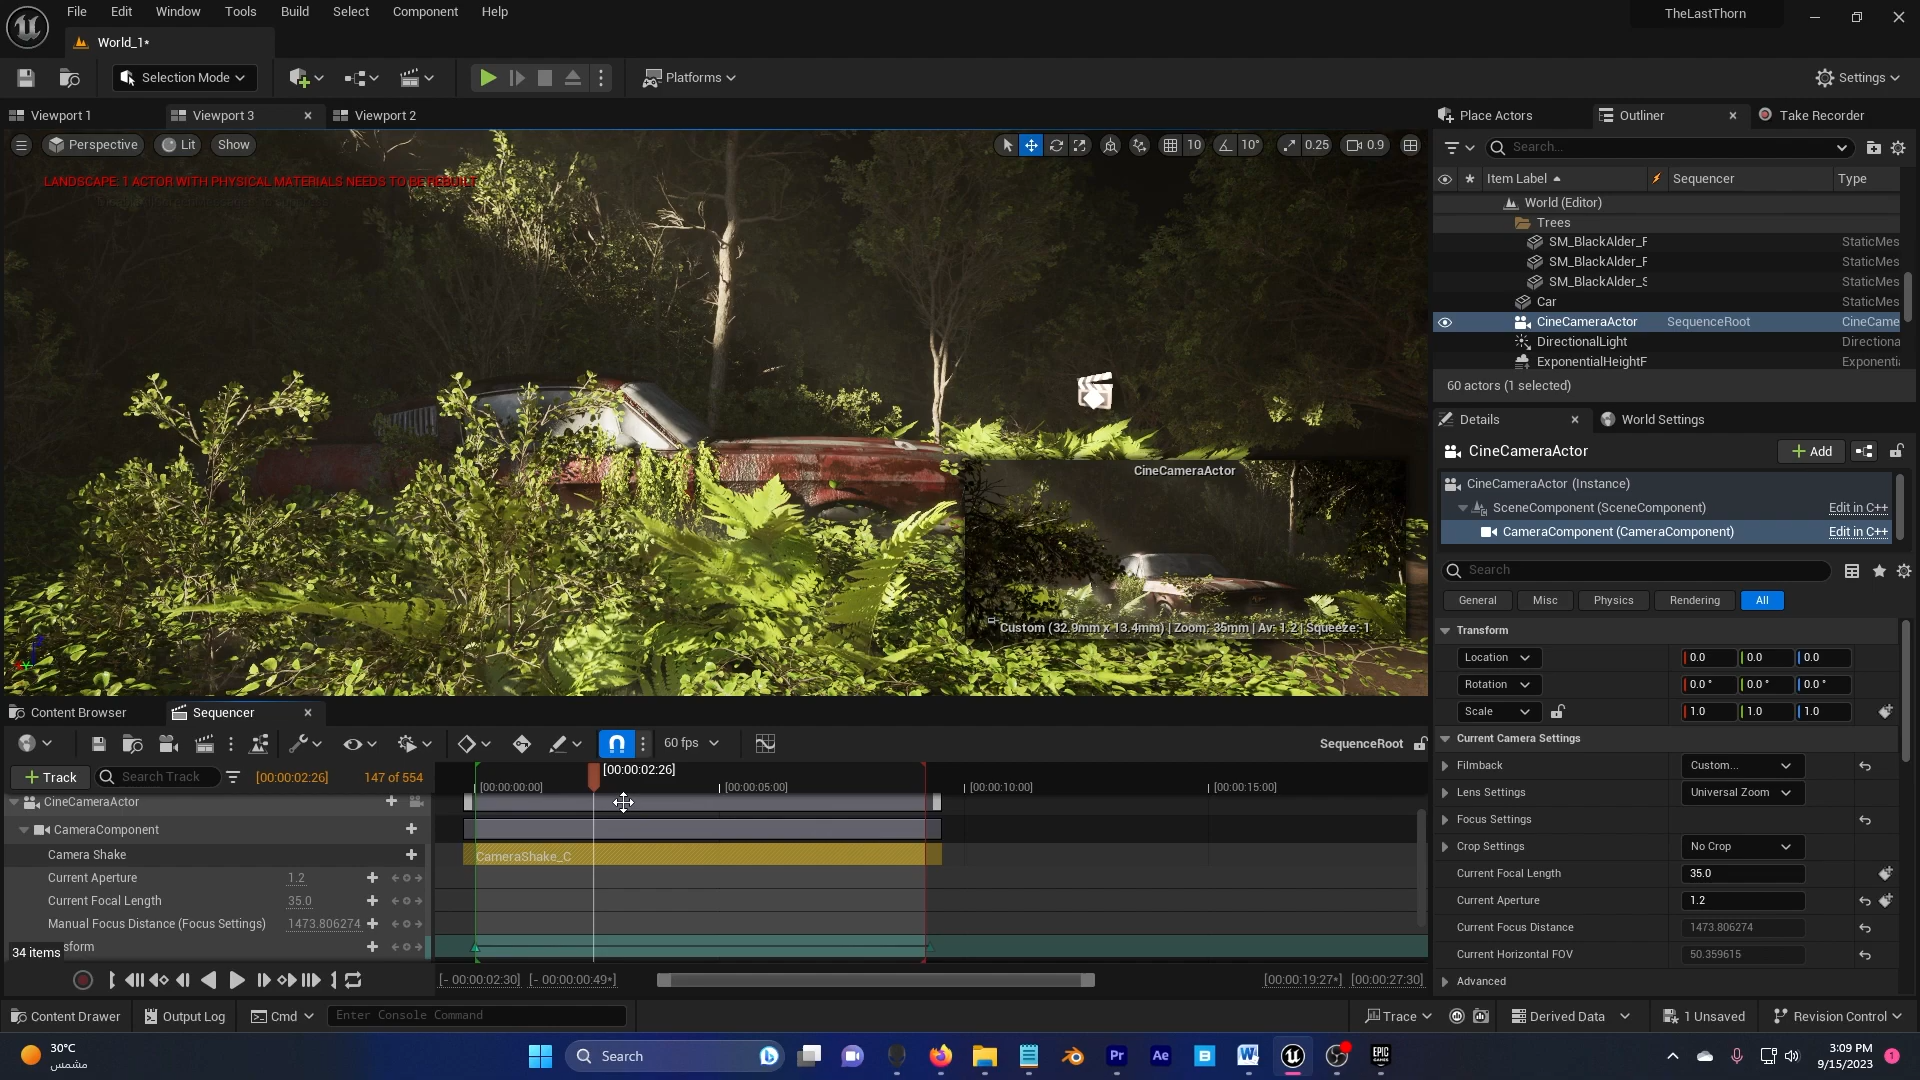 File Edit Window Tools Build Select Component Help
TheLastThorn
World_1*
Selection Mode
Platforms
Settings
Viewport 1
Viewport 3
Viewport 2
Perspective
Lit
Show
10
10°
0.25
0.9
LANDSCAPE: 1 ACTOR WITH PHYSICAL MATERIALS NEEDS TO BE REBUILT
CineCameraActor
Custom (32.9mm x 13.4mm) | Zoom: 35mm | Av: 1.2 | Squeeze: 1
Place Actors
Outliner
Take Recorder
Search...
Item Label
Sequencer
Type
World (Editor)
Trees
SM_BlackAlder_F StaticMes
SM_BlackAlder_F StaticMes
SM_BlackAlder_S StaticMes
Car StaticMes
CineCameraActor SequenceRoot CineCame
DirectionalLight Directiona
ExponentialHeightF Exponentia
60 actors (1 selected)
Details
World Settings
CineCameraActor
Add
CineCameraActor (Instance)
SceneComponent (SceneComponent) Edit in C++
CameraComponent (CameraComponent) Edit in C++
Search
General Misc Physics Rendering All
Transform
Location 0.0 0.0 0.0
Rotation 0.0° 0.0° 0.0°
Scale 1.0 1.0 1.0
Current Camera Settings
Filmback Custom...
Lens Settings Universal Zoom
Focus Settings
Crop Settings No Crop
Current Focal Length 35.0
Current Aperture 1.2
Current Focus Distance 1473.806274
Current Horizontal FOV 50.359615
Advanced
Content Browser
Sequencer
60 fps
SequenceRoot
Track
Search Track
[00:00:02:26]
147 of 554
[00:00:02:26]
[00:00:00:00] [00:00:05:00] [00:00:10:00] [00:00:15:00]
CineCameraActor
CameraComponent
Camera Shake
CameraShake_C
Current Aperture 1.2
Current Focal Length 35.0
Manual Focus Distance (Focus Settings) 1473.806274
sform
34 items
[- 00:00:02:30] [- 00:00:00:49*] [00:00:19:27*] [00:00:27:30]
Content Drawer
Output Log
Cmd
Enter Console Command
Trace
Derived Data
1 Unsaved
Revision Control
30°C
مشمس
Search
Pr
Ae
B
W
EPIC
GAMES
3:09 PM
9/15/2023
1